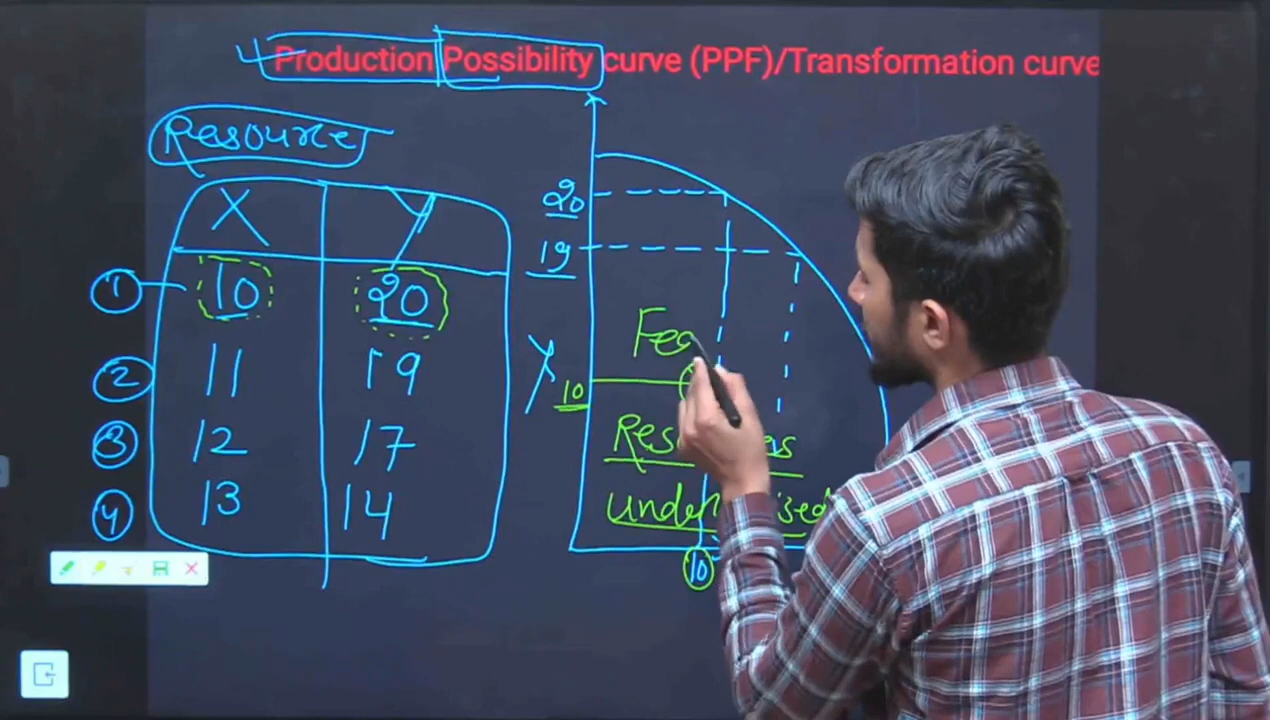 4 Production Possibility curve (PPF)/Transformation curve
Resource
X Y
① 10 20
② 11 19
③ 12 17
④ 13 14
20
19
Y
10
10